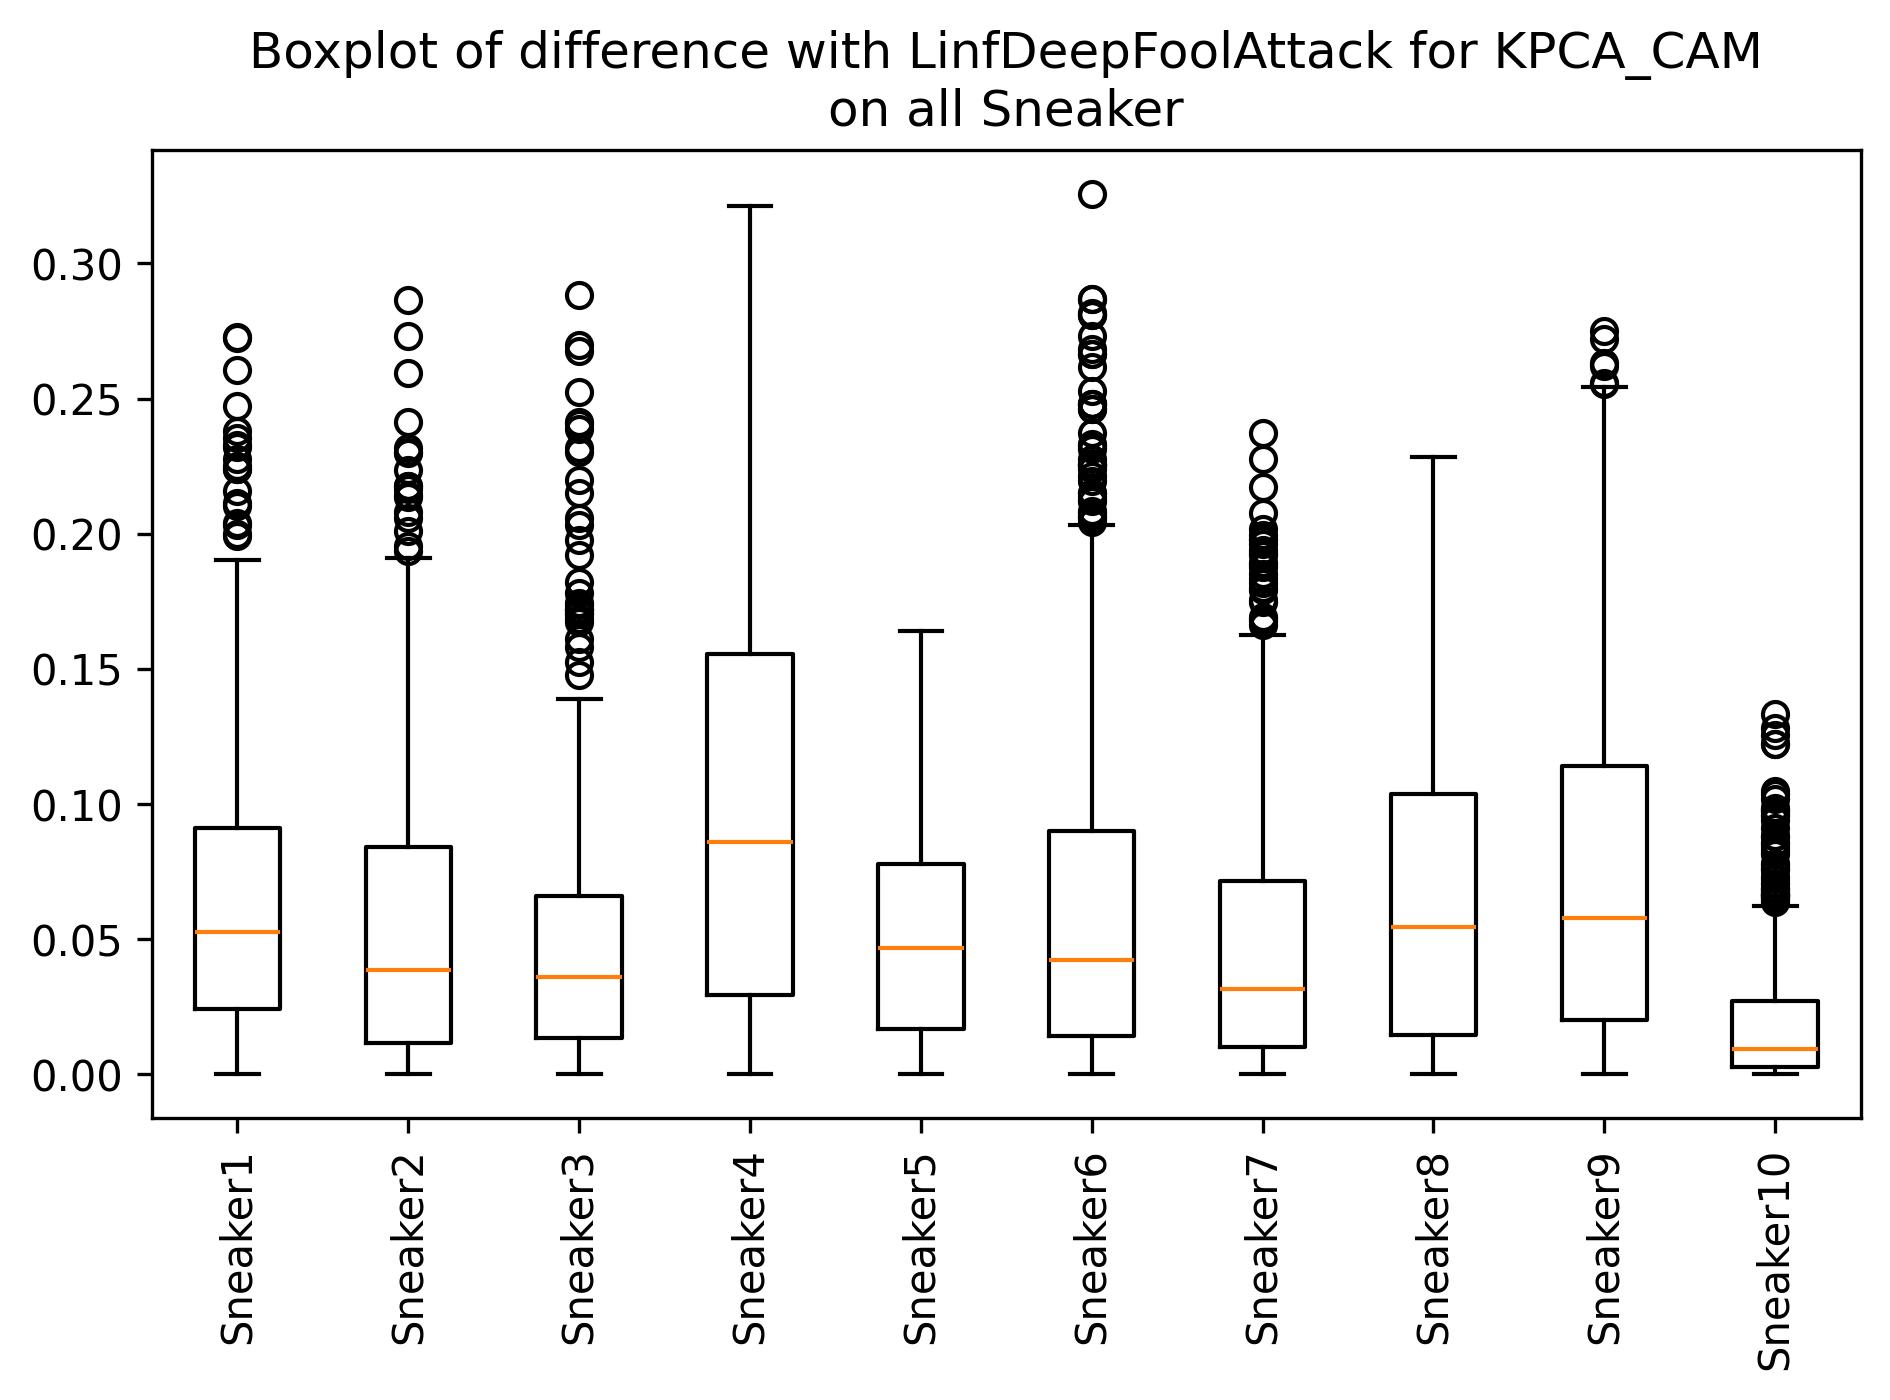 Boxplot of difference with LinfDeepFoolAttack for KPCA_CAM
on all Sneaker
0.30
0.25
0.20
0.15
0.10
0.05
0.00
Sneaker1
Sneaker2
Sneaker3
Sneaker4
Sneaker5
Sneaker6
Sneaker7
Sneaker8
Sneaker9
Sneaker10